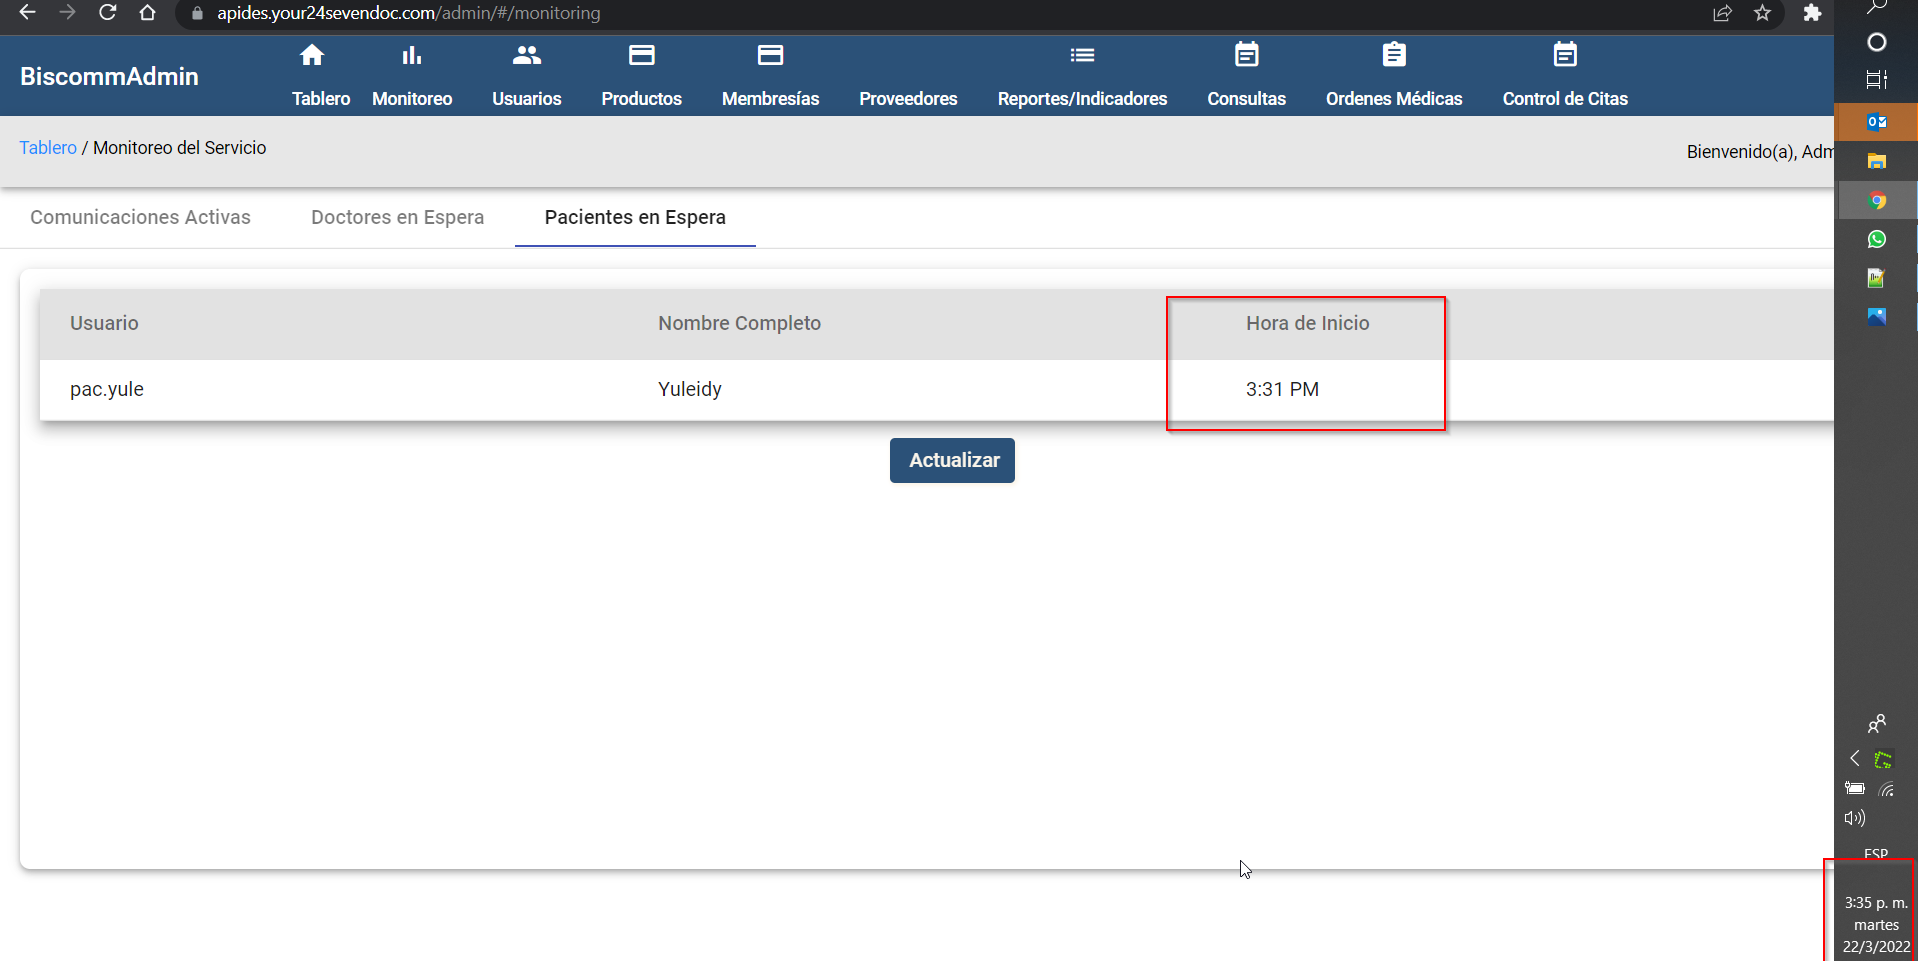 apides.your24sevendoc.com/admin/#/monitoring
BiscommAdmin
Tablero
Monitoreo
Usuarios
Productos
Membresías
Proveedores
Reportes/Indicadores
Consultas
Ordenes Médicas
Control de Citas
Tablero / Monitoreo del Servicio
Bienvenido(a), Adm
Comunicaciones Activas
Doctores en Espera
Pacientes en Espera
Usuario
Nombre Completo
Hora de Inicio
pac.yule
Yuleidy
3:31 PM
Actualizar
ESP
3:35 p. m.
martes
22/3/2022